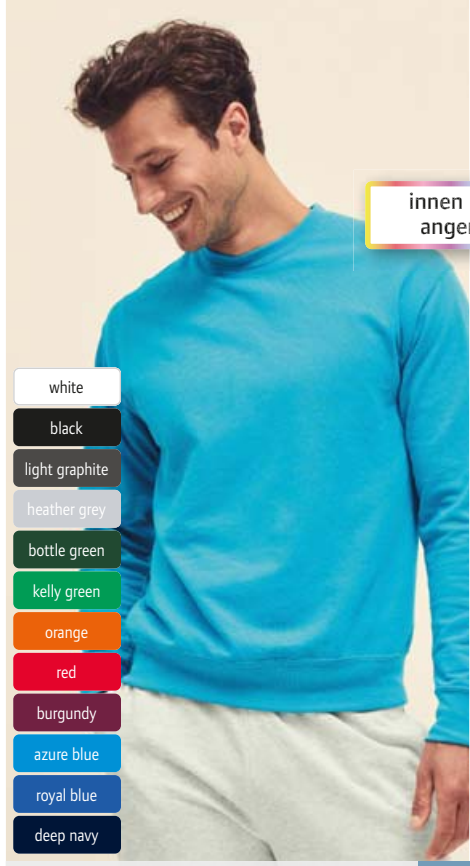 innen
white
black
light graphite
heather grey
bottle green
kelly green
orange
red
burgundy
azure blue
royal blue
deep navy